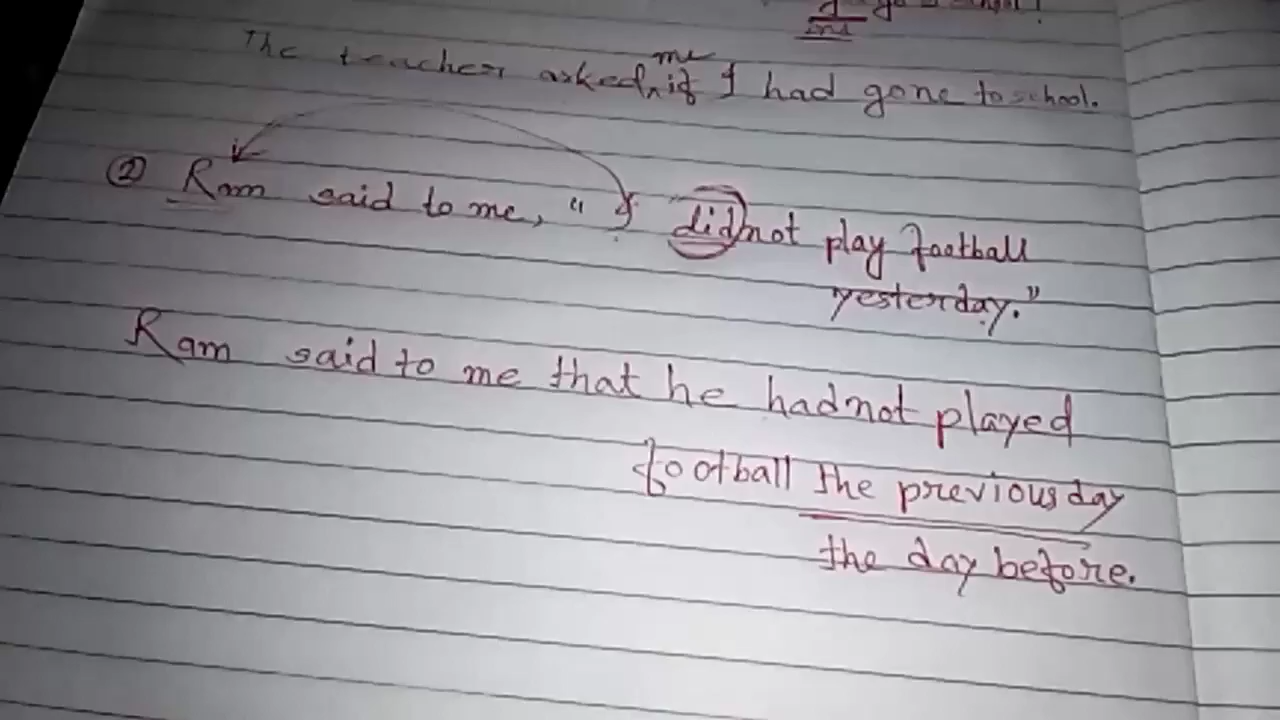 me
The teacher asked if I had gone to school.
② Ram said to me, " I did not play football
yesterday."
Ram said to me that he had not played
football the previous day
the day before.